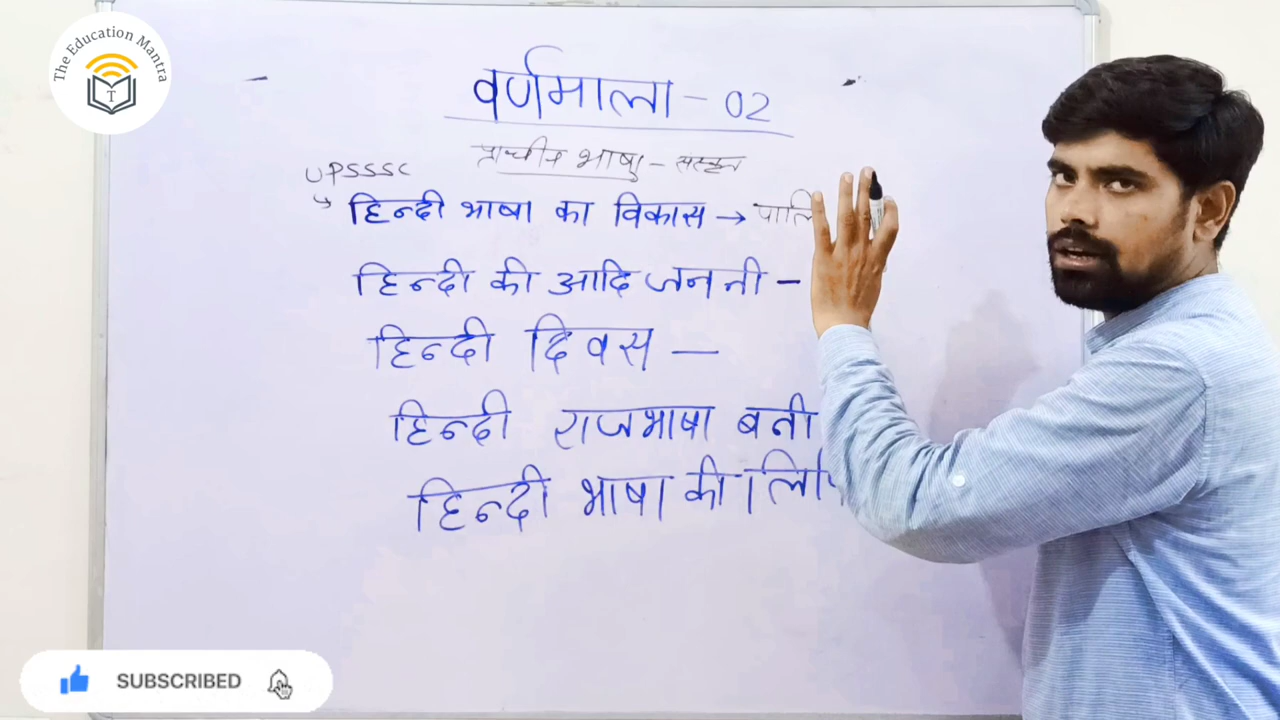 The Education Mantra
T
वर्णमाला - 02
प्राचीन भाषा - संस्कृत
UPSSSC
हिन्दी भाषा का विकास → पालि
हिन्दी की आदि जननी -
हिन्दी दिवस —
हिन्दी राजभाषा बनी
हिन्दी भाषा की लिपि
SUBSCRIBED